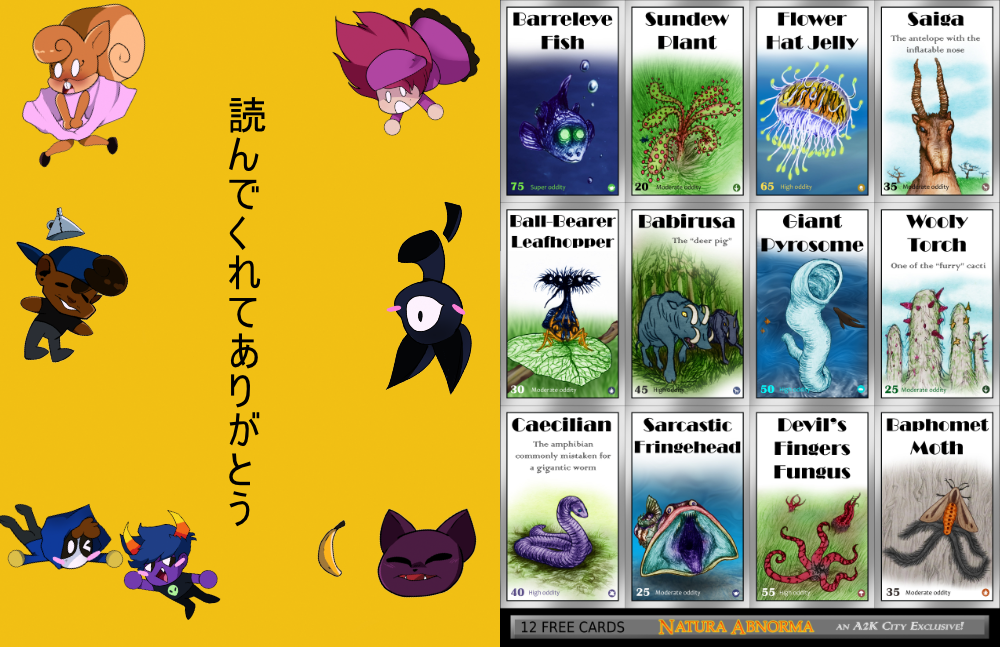 読んでくれてありがとう
Barreleye
Fish
75 Super oddity
Sundew
Plant
20 Moderate oddity
Flower
Hat Jelly
65 High oddity
Saiga
The antelope with the
inflatable nose
35 Moderate oddity
Ball-Bearer
Leafhopper
30 Moderate oddity
Babirusa
The "deer pig"
45 High oddity
Giant
Pyrosome
50 High oddity
Wooly
Torch
One of the "furry" cacti
25 Moderate oddity
Caecilian
The amphibian
commonly mistaken for
a gigantic worm
40 High oddity
Sarcastic
Fringehead
25 Moderate oddity
Devil's
Fingers
Fungus
55 High oddity
Baphomet
Moth
35 Moderate oddity
12 FREE CARDS NATURA ABNORMA AN A2K CITY EXCLUSIVE!